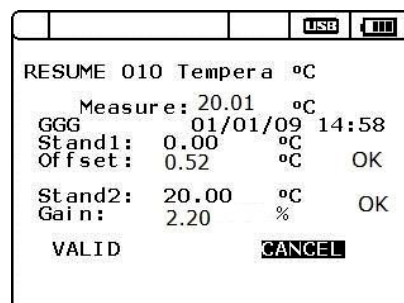 USB
RESUME 010 Tempera ºC
Measure: 20.01 ºC
GGG 01/01/09 14:58
Stand1: 0.00 ºC
Offset: 0.52 ºC OK
Stand2: 20.00 ºC
Gain: 2.20 % OK
VALID CANCEL